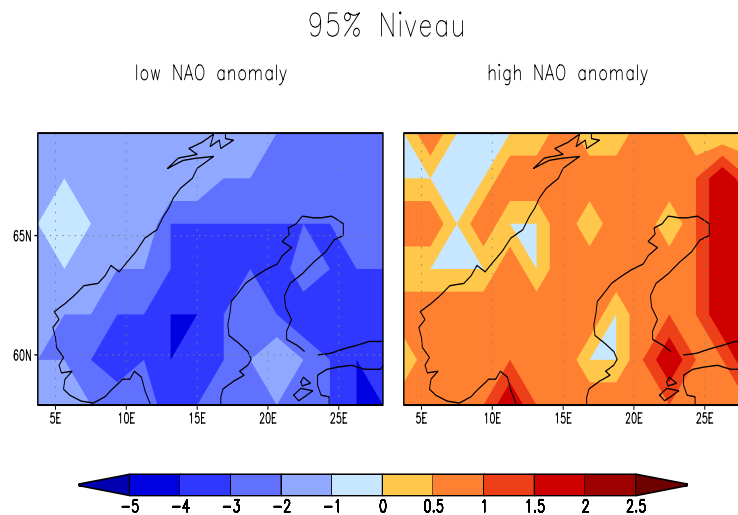 95% Niveau
low NAO anomaly high NAO anomaly
65N
60N
5E 10E 15E 20E 25E 5E 10E 15E 20E 25E
-5 -4 -3 -2 -1 0 0.5 1 1.5 2 2.5